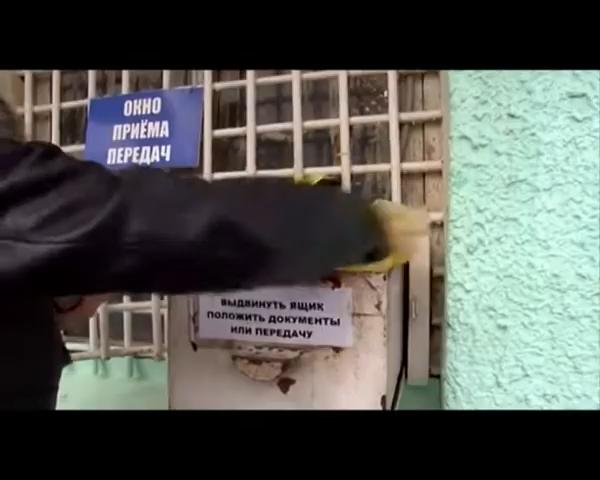 ОКНО
ПРИЁМА
ПЕРЕДАЧ
ВЫДВИНУТЬ ЯЩИК
ПОЛОЖИТЬ ДОКУМЕНТЫ
ИЛИ ПЕРЕДАЧУ